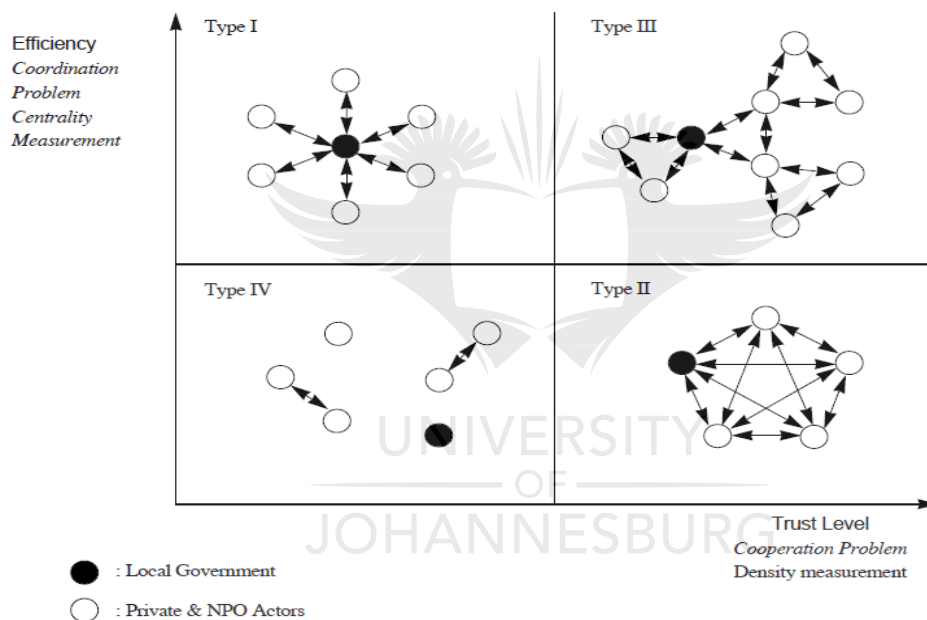 Type I
Type III
Efficiency
Coordination
Problem
Centrality
Measurement
Type IV
Type II
UNIVERSITY
OF
JOHANNESBURG
Trust Level
Cooperation Problem
Density measurement
: Local Government
: Private & NPO Actors